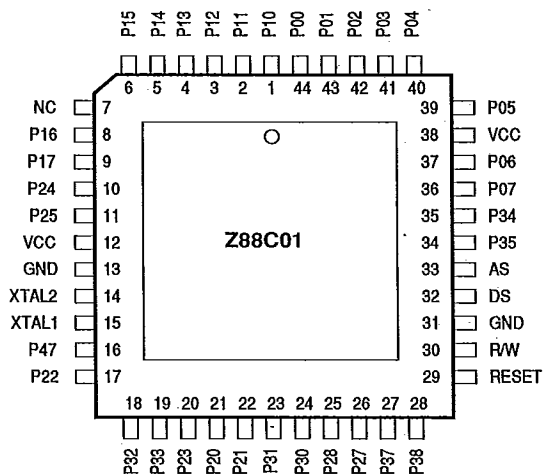 P15 P14 P13 P12 P11 P10 P00 P01 P02 P03 P04
6 5 4 3 2 1 44 43 42 41 40
NC 7 39 P05
P16 8 38 VCC
P17 9 37 P06
P24 10 36 P07
P25 11 35 P34
VCC 12 34 P35
Z88C01
GND 13 33 AS
XTAL2 14 32 DS
XTAL1 15 31 GND
P47 16 30 R/W
P22 17 29 RESET
18 19 20 21 22 23 24 25 26 27 28
P32 P33 P23 P20 P21 P31 P30 P28 P27 P37 P38